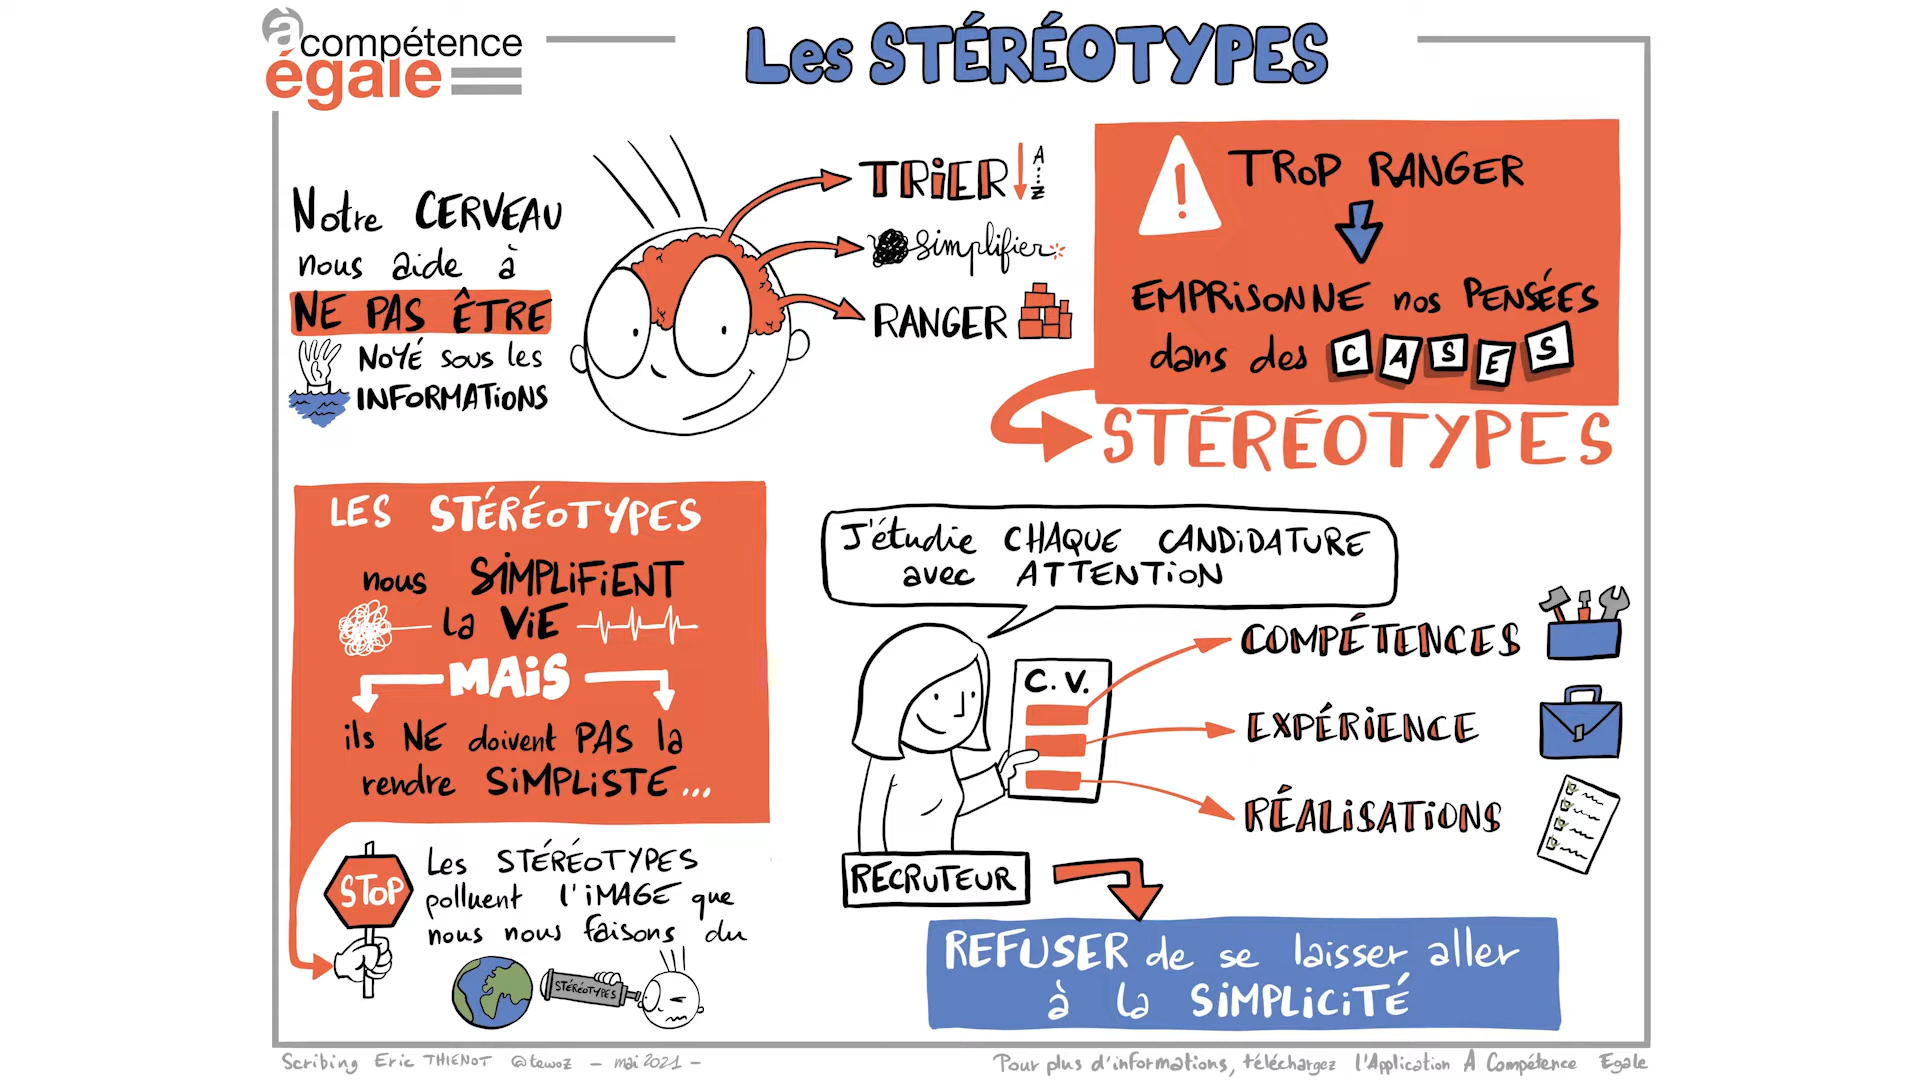 à compétence
égale
Les STÉRÉOTYPES
Notre CERVEAU
nous aide à
NE PAS ÊTRE
NOYÉ sous les
INFORMATIONS
TRIER A...Z
simplifier
RANGER
! TROP RANGER
EMPRISONNE nos PENSÉES
dans des CASES
STÉRÉOTYPES
LES STÉRÉOTYPES
nous SIMPLIFIENT
la ViE
MAiS
ils NE doivent PAS la
rendre SiMPLiSTE...
STOP
Les STÉRÉOTYPES
polluent l'iMAGE que
nous nous faisons du
STÉRÉOTYPES
J'étudie CHAQUE CANDiDATURE
avec ATTENTiON
C.V.
COMPÉTENCES
EXPÉRiENCE
RÉALiSATiONS
RECRUTEUR
REFUSER de se laisser aller
à la SiMPLiCiTÉ
Scribing Eric THIENOT @tewoz - mai 2021 -
Pour plus d'informations, téléchargez l'Application A Compétence Egale